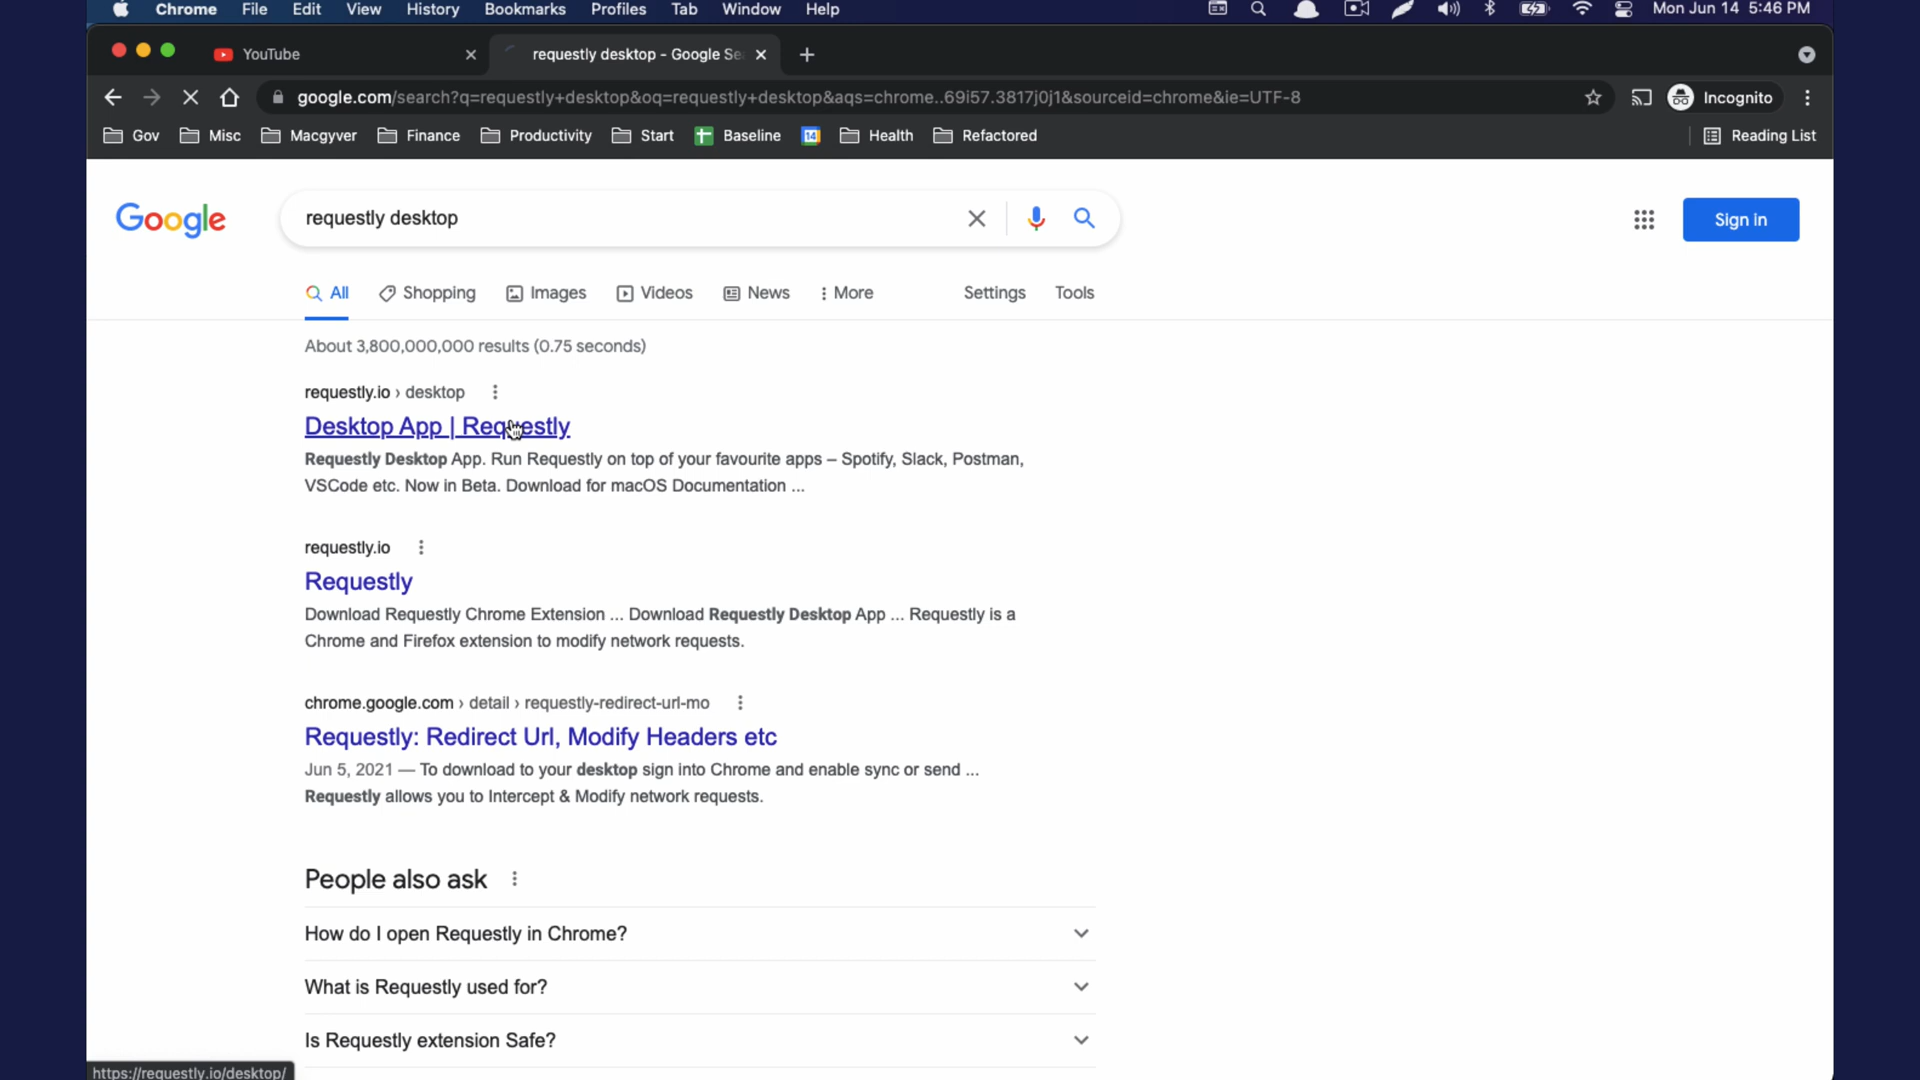 Chrome File Edit View History Bookmarks Profiles Tab Window Help Mon Jun 14 5:46 PM
YouTube requestly desktop - Google Se
google.com/search?q=requestly+desktop&oq=requestly+desktop&aqs=chrome..69i57.3817j0j1&sourceid=chrome&ie=UTF-8 Incognito
Gov Misc Macgyver Finance Productivity Start Baseline 14 Health Refactored Reading List
Google requestly desktop Sign in
All Shopping Images Videos News More Settings Tools
About 3,800,000,000 results (0.75 seconds)
requestly.io › desktop
Desktop App | Requestly
Requestly Desktop App. Run Requestly on top of your favourite apps – Spotify, Slack, Postman,
VSCode etc. Now in Beta. Download for macOS Documentation ...
requestly.io
Requestly
Download Requestly Chrome Extension ... Download Requestly Desktop App ... Requestly is a
Chrome and Firefox extension to modify network requests.
chrome.google.com › detail › requestly-redirect-url-mo
Requestly: Redirect Url, Modify Headers etc
Jun 5, 2021 — To download to your desktop sign into Chrome and enable sync or send ...
Requestly allows you to Intercept & Modify network requests.
People also ask
How do I open Requestly in Chrome?
What is Requestly used for?
Is Requestly extension Safe?
https://requestly.io/desktop/